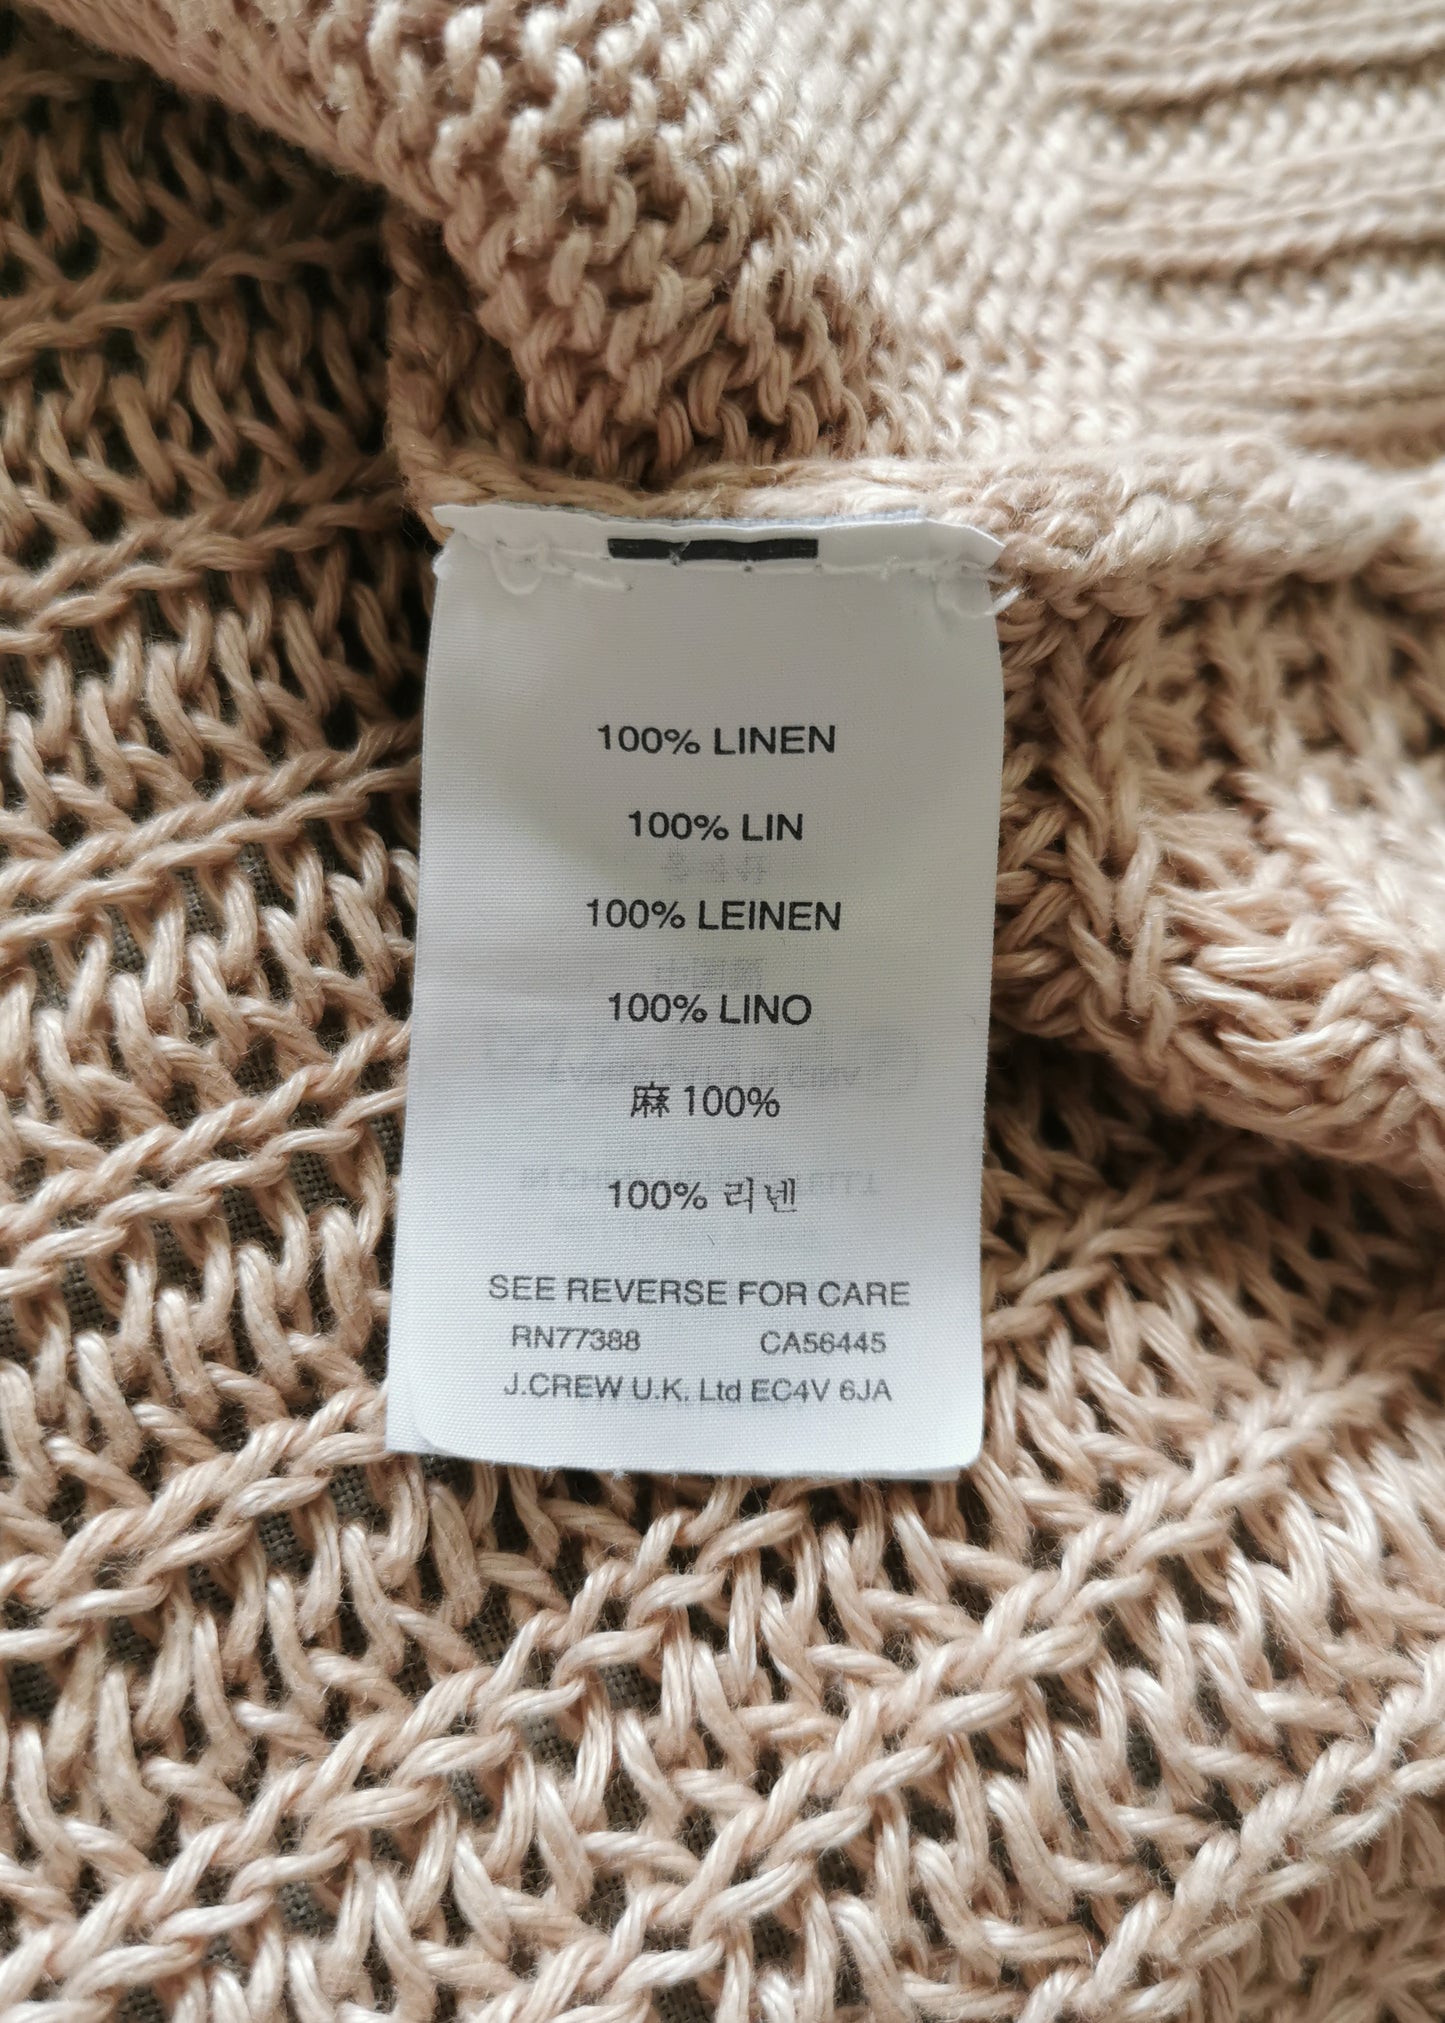 100% LINEN
100% LIN
100% LEINEN
100% LINO
麻 100%
100% 리넨
SEE REVERSE FOR CARE
RN77388 CA56445
J.CREW U.K. Ltd EC4V 6JA